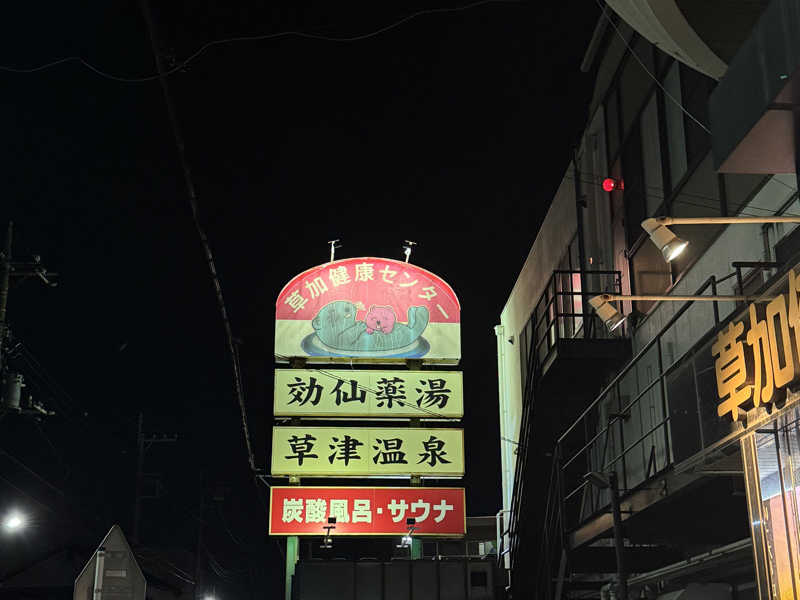 草加健康センター
効仙薬湯
草津温泉
炭酸風呂・サウナ
草加健